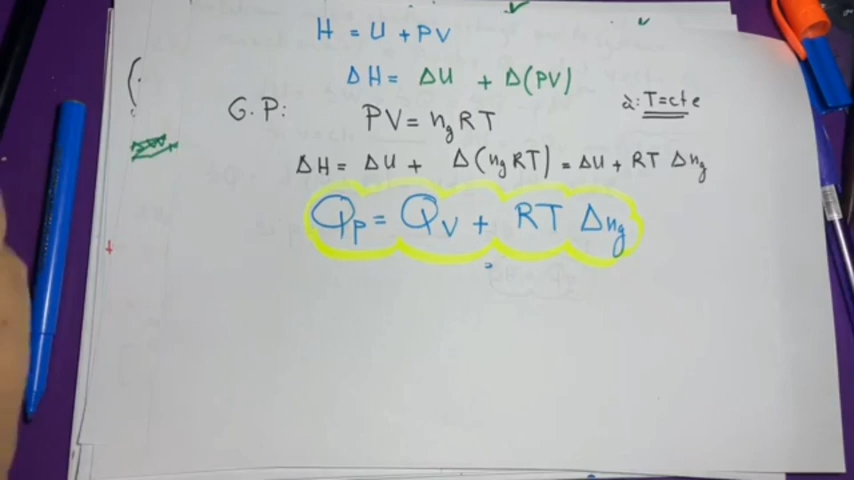 H = U + PV
ΔH = ΔU + Δ(PV)
G.P: PV = n_g RT à: T=cte
ΔH = ΔU + Δ(n_g RT) = ΔU + RT Δn_g
Q_P = Q_V + RT Δn_g